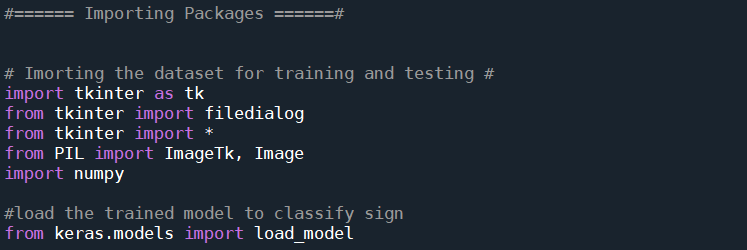 #====== Importing Packages ======#
# Imorting the dataset for training and testing #
import tkinter as tk
from tkinter import filedialog
from tkinter import *
from PIL import ImageTk, Image
import numpy
#load the trained model to classify sign
from keras.models import load_model